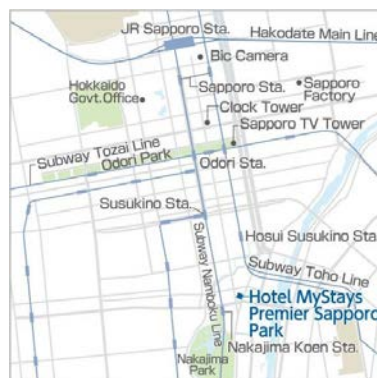 JR Sapporo Sta.
Hakodate Main Line
Bic Camera
Hokkaido
Govt.Office
Sapporo Sta.
Sapporo
Factory
Clock Tower
Sapporo TV Tower
Subway Tozai Line
Odori Park
Odori Sta.
Susukino Sta.
Subway Namboku Line
Hosui Susukino Sta
Subway Toho Line
Hotel MyStays
Premier Sapporo
Park
Nakajima Koen Sta.
Nakajima
Park